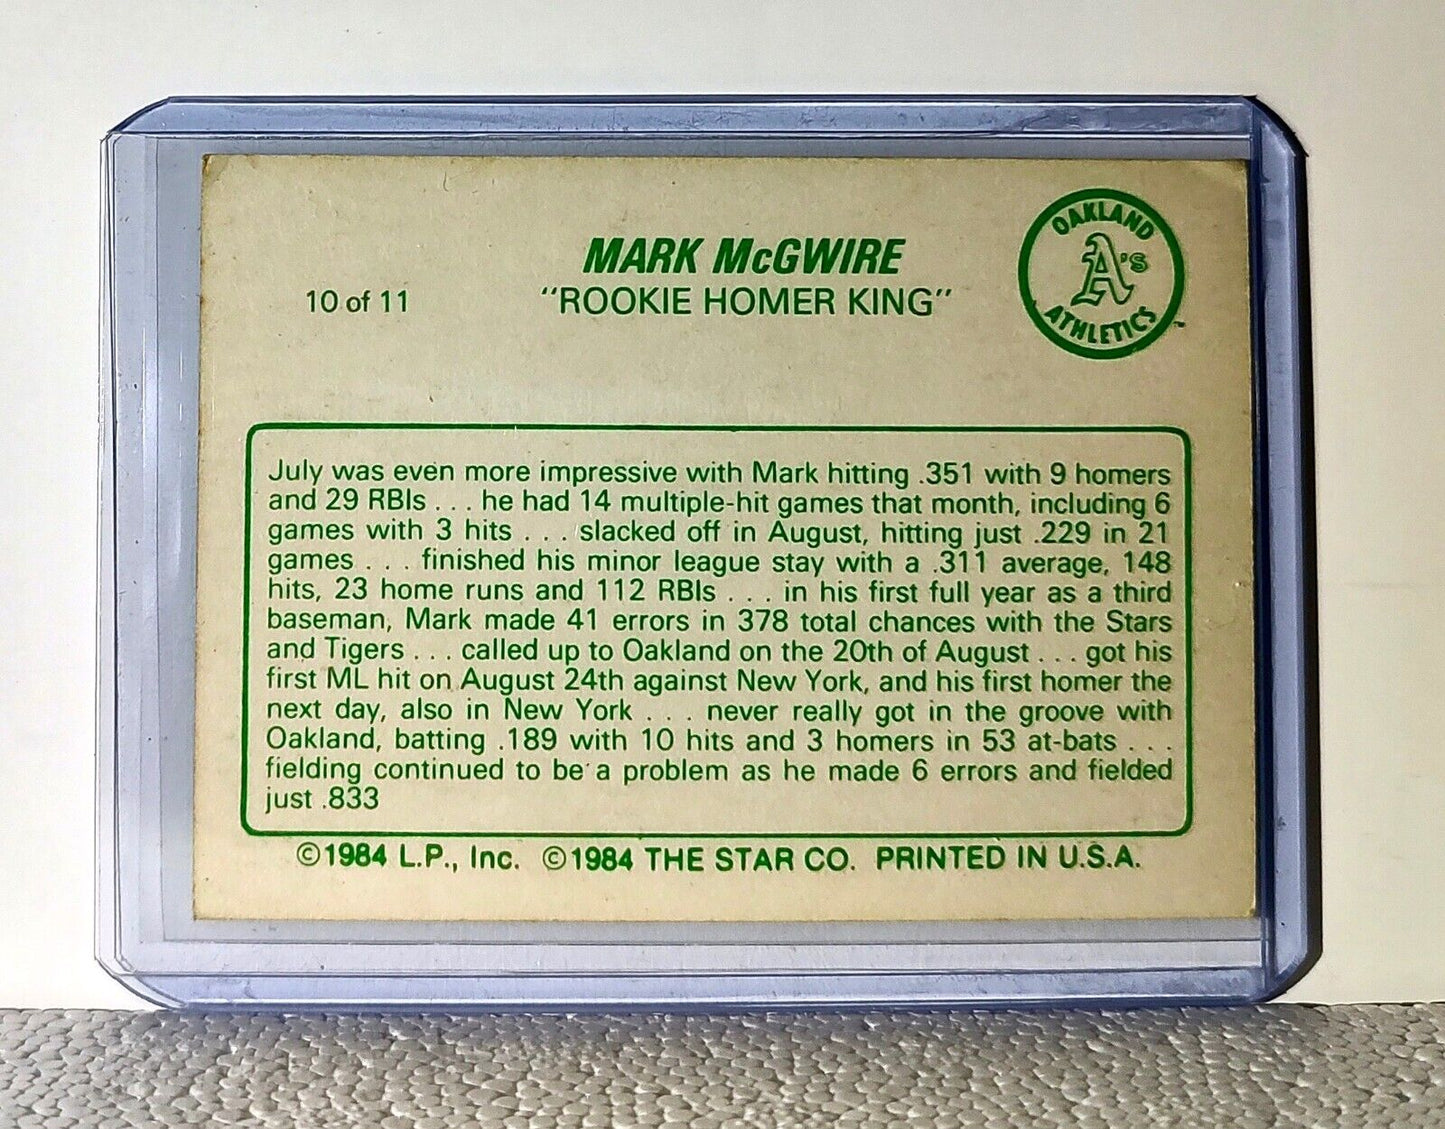 MARK McGWIRE
10 of 11
"ROOKIE HOMER KING"
OAKLAND
A's
ATHLETICS
TM
July was even more impressive with Mark hitting .351 with 9 homers
and 29 RBIs . . . he had 14 multiple-hit games that month, including 6
games with 3 hits . . . slacked off in August, hitting just .229 in 21
games . . . finished his minor league stay with a .311 average, 148
hits, 23 home runs and 112 RBIs . . . in his first full year as a third
baseman, Mark made 41 errors in 378 total chances with the Stars
and Tigers . . . called up to Oakland on the 20th of August . . . got his
first ML hit on August 24th against New York, and his first homer the
next day, also in New York . . . never really got in the groove with
Oakland, batting .189 with 10 hits and 3 homers in 53 at-bats . . .
fielding continued to be a problem as he made 6 errors and fielded
just .833
©1984 L.P., Inc. ©1984 THE STAR CO. PRINTED IN U.S.A.